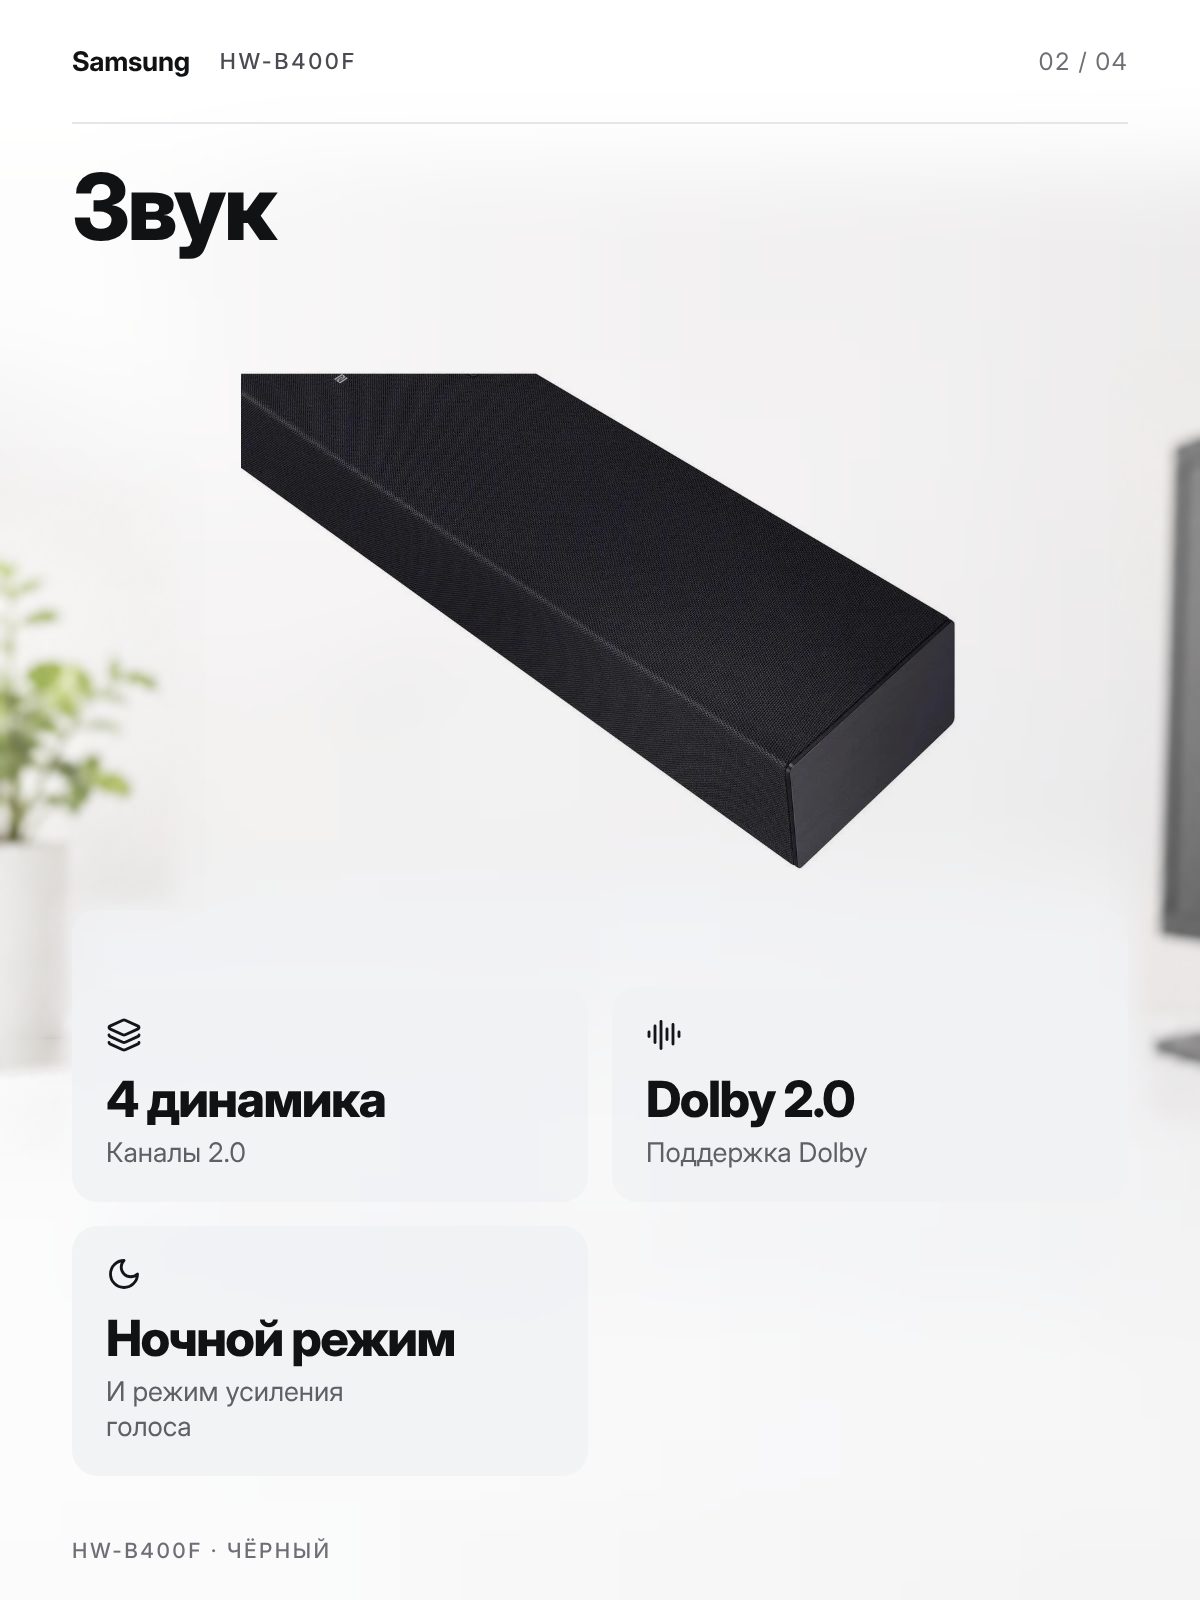 Samsung HW-B400F 02 / 04
Звук
4 динамика
Каналы 2.0
Dolby 2.0
Поддержка Dolby
Ночной режим
И режим усиления
голоса
HW-B400F · ЧЁРНЫЙ